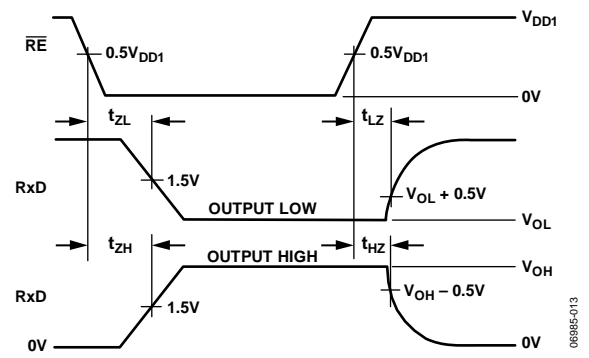 V_DD1
R̅E̅
0.5V_DD1
0.5V_DD1
0V
t_ZL
t_LZ
RxD
1.5V
V_OL + 0.5V
OUTPUT LOW
V_OL
t_ZH
t_HZ
OUTPUT HIGH
V_OH
RxD
1.5V
V_OH – 0.5V
0V
0V
06985-013